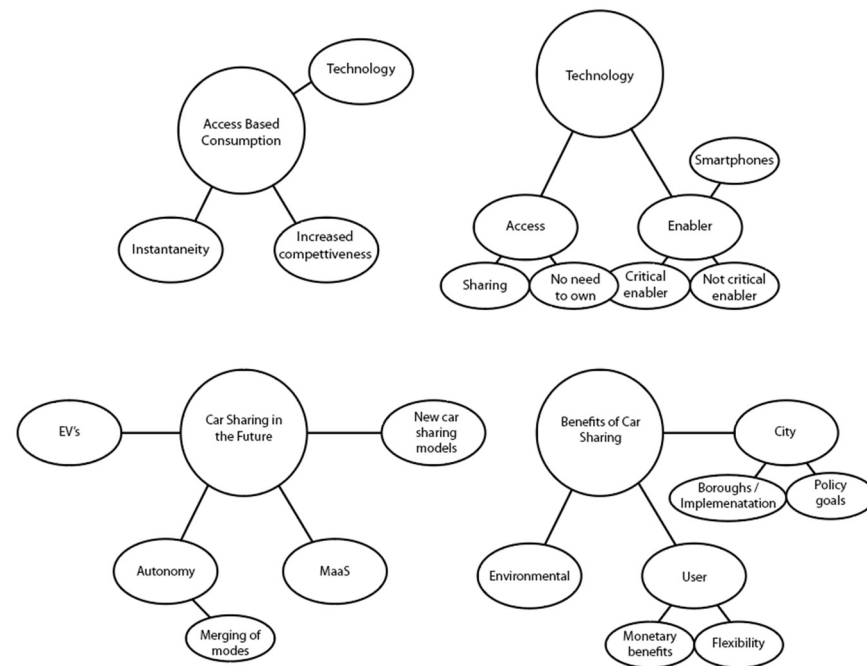 Technology
Access Based
Consumption
Instantaneity
Increased
compettiveness
Technology
Smartphones
Access
Enabler
Sharing
No need
to own
Critical
enabler
Not critical
enabler
Car Sharing in
the Future
EV's
New car
sharing
models
Autonomy
MaaS
Merging of
modes
Benefits of Car
Sharing
City
Boroughs /
Implemenatation
Policy
goals
Environmental
User
Monetary
benefits
Flexibility